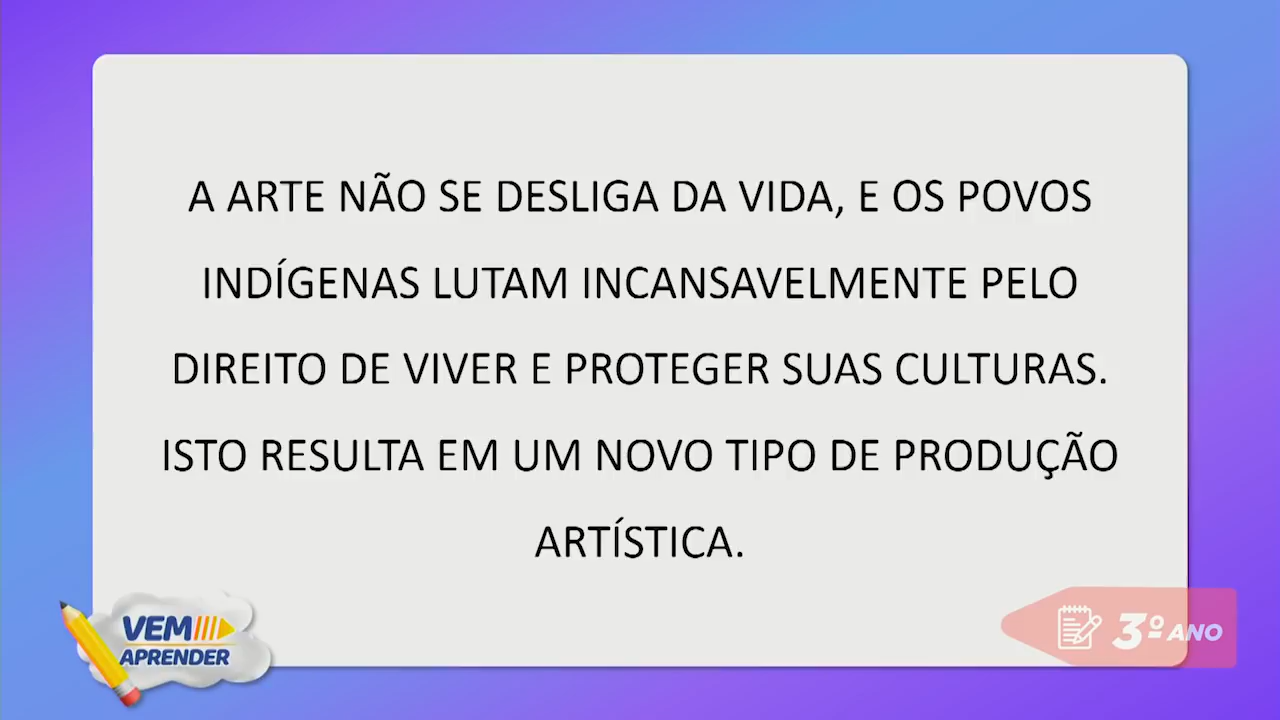 A ARTE NÃO SE DESLIGA DA VIDA, E OS POVOS
INDÍGENAS LUTAM INCANSAVELMENTE PELO
DIREITO DE VIVER E PROTEGER SUAS CULTURAS.
ISTO RESULTA EM UM NOVO TIPO DE PRODUÇÃO
ARTÍSTICA.
VEM
APRENDER
3º ANO